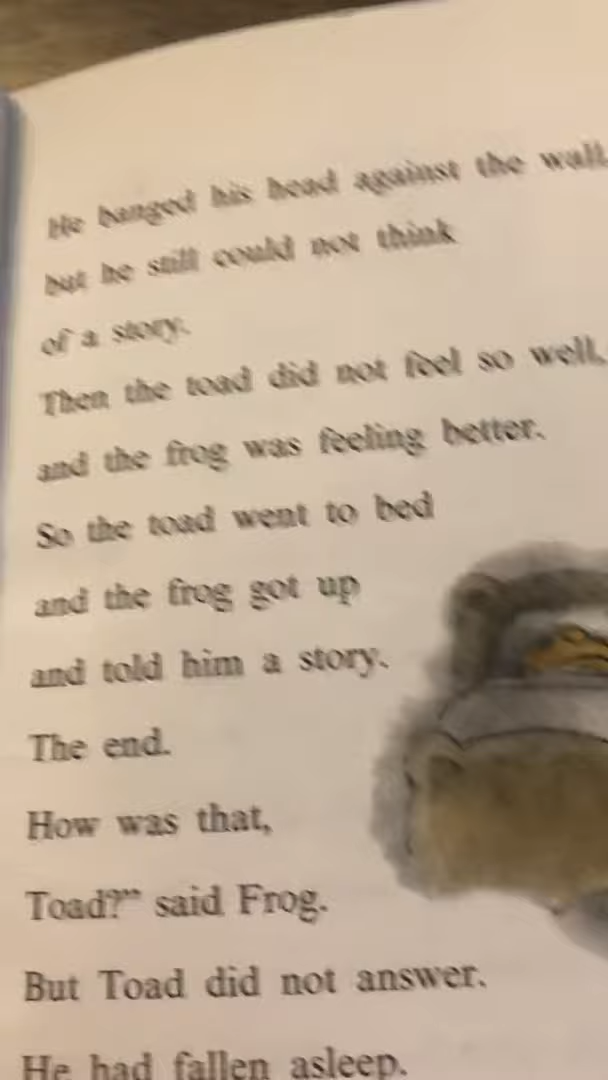 He banged his head against the wall,
but he still could not think
of a story.
Then the toad did not feel so well,
and the frog was feeling better.
So the toad went to bed
and the frog got up
and told him a story.
The end.
How was that,
Toad?” said Frog.
But Toad did not answer.
He had fallen asleep.